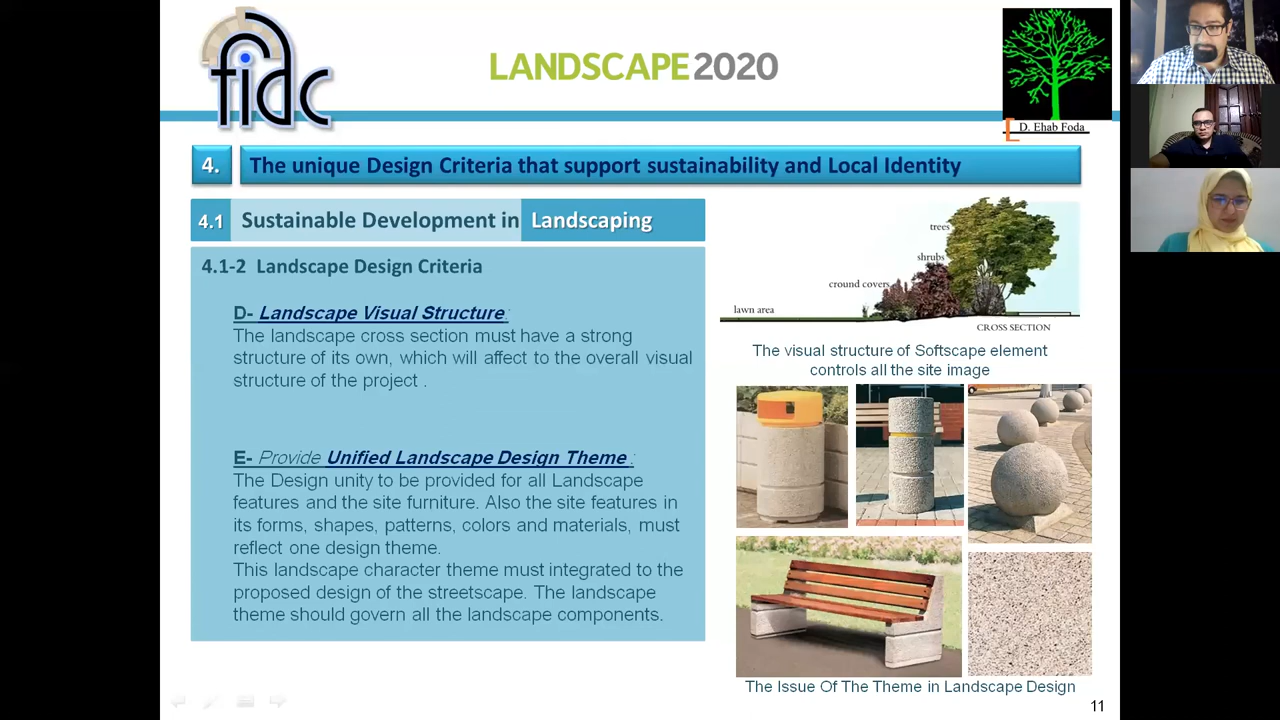 fidc
LANDSCAPE2020
D. Ehab Foda
4. The unique Design Criteria that support sustainability and Local Identity
4.1 Sustainable Development in Landscaping
4.1-2 Landscape Design Criteria
D- Landscape Visual Structure:
The landscape cross section must have a strong
structure of its own, which will affect to the overall visual
structure of the project .
E- Provide Unified Landscape Design Theme :
The Design unity to be provided for all Landscape
features and the site furniture. Also the site features in
its forms, shapes, patterns, colors and materials, must
reflect one design theme.
This landscape character theme must integrated to the
proposed design of the streetscape. The landscape
theme should govern all the landscape components.
trees
shrubs
cround covers
lawn area
CROSS SECTION
The visual structure of Softscape element
controls all the site image
The Issue Of The Theme in Landscape Design
11